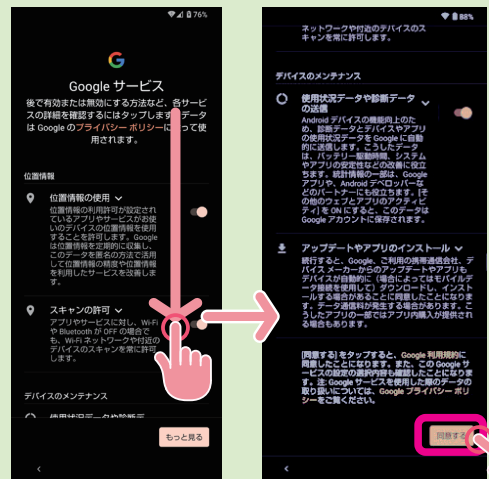 76%
Google サービス
後で有効または無効にする方法など、各サービ
スの詳細を確認するにはタップします。データ
は Google のプライバシー ポリシーに って使
用されます。
位置情報
位置情報の使用
位置情報の利用許可が設定され
ているアプリやサービスがお使
いのデバイスの位置情報を使用
することを許可します。Google
は位置情報を定期的に収集し、
このデータを匿名の方法で活用
して位置情報の精度や位置情報
を利用したサービスを改善しま
す。
スキャンの許可
アプリやサービスに対し、Wi-Fi
や Bluetooth が OFF の場合で
も、Wi-Fi ネットワークや付近の
デバイスのスキャンを常に許可
します。
デバイスのメンテナンス
使用状況データや診断デー
もっと見る
88%
ネットワークや付近のデバイスのス
キャンを常に許可します。
デバイスのメンテナンス
使用状況データや診断データ
の送信
Android デバイスの機能向上のた
め、診断データとデバイスやアプリ
の使用状況データを Google に自動
的に送信します。こうしたデータ
は、バッテリー駆動時間、システム
やアプリの安定性などの改善に役立
ちます。統計情報の一部は、Google
アプリや、Android デベロッパーな
どのパートナーにも役立ちます。[そ
の他のウェブとアプリのアクティビ
ティ] を ON にすると、このデータは
Google アカウントに保存されます。
アップデートやアプリのインストール
続行すると、Google、ご利用の携帯通信会社、デ
バイス メーカーからのアップデートやアプリも
デバイスが自動的に（場合によってはモバイルデ
ータ接続を使用して）ダウンロードし、インスト
ールする場合があることに同意したことになりま
す。データ通信料が発生する場合があります。こ
うしたアプリの一部ではアプリ内購入が提供され
る場合もあります。
[同意する] をタップすると、Google 利用規約に
同意したことになります。また、この Google サ
ービスの設定の選択内容も確認したことになりま
す。注: Google サービスを使用した際のデータの
取り扱いについては、Google プライバシー ポリ
シーをご覧ください。
同意する